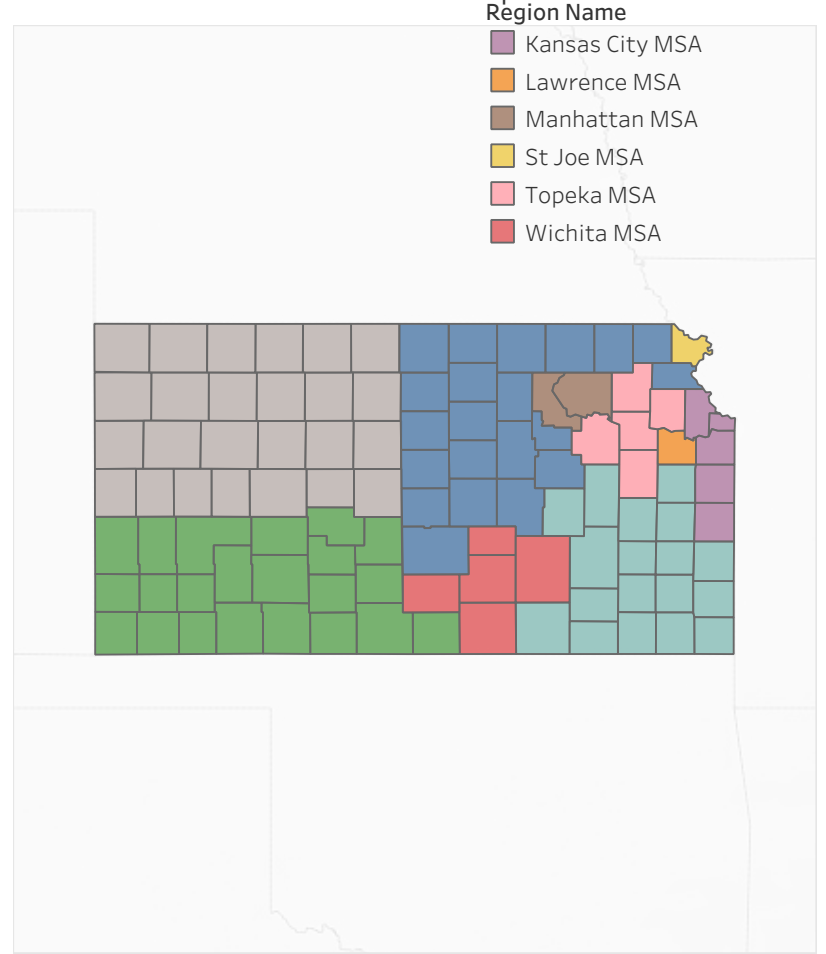 Region Name
Kansas City MSA
Lawrence MSA
Manhattan MSA
St Joe MSA
Topeka MSA
Wichita MSA